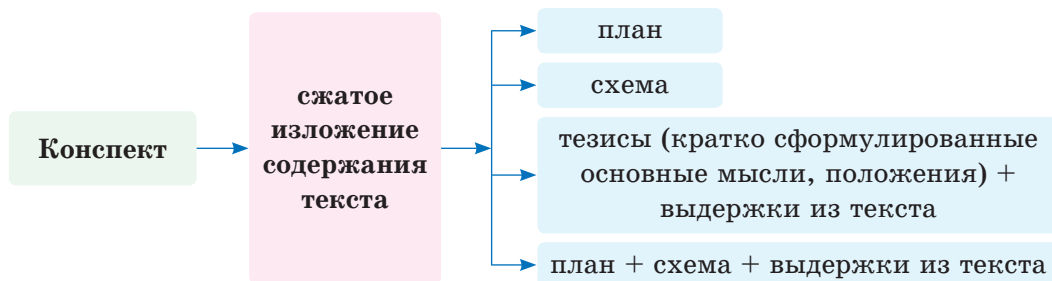 Конспект
сжатое
изложение
содержания
текста
план
схема
тезисы (кратко сформулированные
основные мысли, положения) +
выдержки из текста
план + схема + выдержки из текста